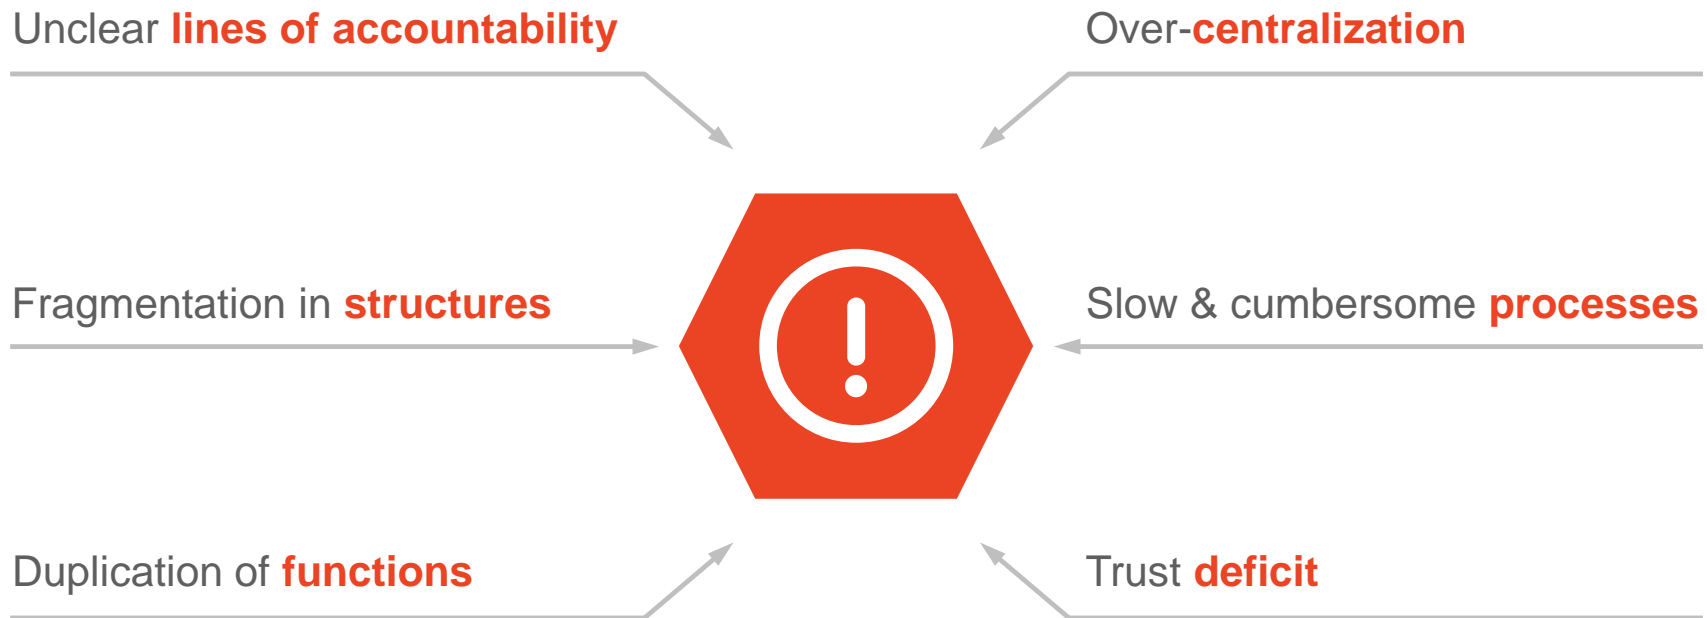 Unclear lines of accountability
Over-centralization
Fragmentation in structures
Slow & cumbersome processes
Duplication of functions
Trust deficit